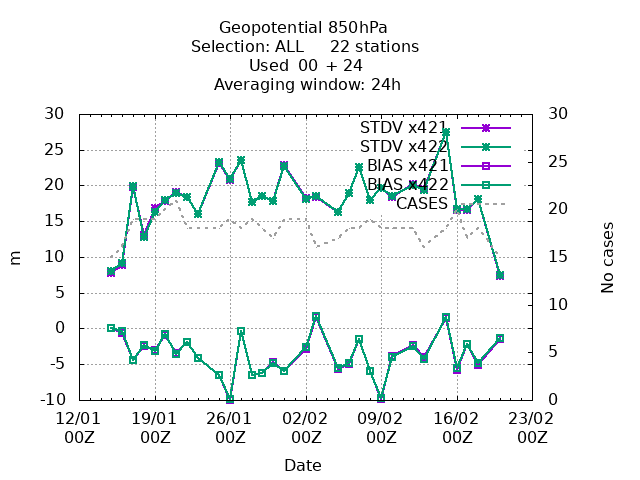 Geopotential 850hPa
Selection: ALL     22 stations
Used  00  + 24
Averaging window: 24h
30 30
25 25
20 20
15 15
10 10
5 5
0
-5
-10 0
m
No cases
STDV x421
STDV x422
BIAS x421
BIAS x422
CASES
12/01 19/01 26/01 02/02 09/02 16/02 23/02
00Z 00Z 00Z 00Z 00Z 00Z 00Z
Date